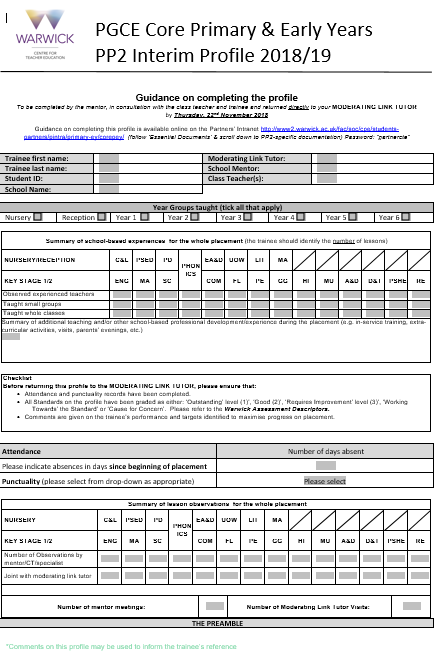 WARWICK
CENTRE FOR
TEACHER EDUCATION
PGCE Core Primary & Early Years
PP2 Interim Profile 2018/19
Guidance on completing the profile
To be completed by the mentor, in consultation with the class teacher and trainee and returned directly to your MODERATING LINK TUTOR
by Thursday, 22nd November 2018
Guidance on completing this profile is available online on the Partners' Intranet http://www2.warwick.ac.uk/fac/soc/cpe/students-
(follow 'Essential Documents' & scroll down to PP2-specific documentation) Password: "pgcertcte"
Trainee first name: Moderating Link Tutor:
Trainee last name: School Mentor:
Student ID: Class Teacher(s):
School Name:
Year Groups taught (tick all that apply)
Nursery Reception Year 1 Year 2 Year 3 Year 4 Year 5 Year 6
Summary of school-based experiences for the whole placement (the trainee should identify the number of lessons)
NURSERY/RECEPTION C&L PSED PD PHON ICS EA&D UOW LIT MA
KEY STAGE 1/2 ENG MA SC COM FL PE GG HI MU A&D D&T PSHE RE
Observed experienced teachers
Taught small groups
Taught whole classes
Summary of additional teaching and/or other school-based professional development/experience during the placement (e.g. in-service training, extra-
curricular activities, visits, parents' evenings, etc.)
Checklist
Before returning this profile to the MODERATING LINK TUTOR, please ensure that:
• Attendance and punctuality records have been completed.
• All Standards on the profile have been graded as either: 'Outstanding' level (1)', 'Good (2)', 'Requires Improvement' level (3)', 'Working
Towards' the Standard' or 'Cause for Concern'. Please refer to the Warwick Assessment Descriptors.
• Comments are given on the trainee's performance and targets identified to maximise progress on placement.
Attendance Number of days absent
Please indicate absences in days since beginning of placement
Punctuality (please select from drop-down as appropriate) Please select
Summary of lesson observations for the whole placement
NURSERY C&L PSED PD PHON ICS EA&D UOW LIT MA
KEY STAGE 1/2 ENG MA SC COM FL PE GG HI MU A&D D&T PSHE RE
Number of Observations by
mentor/CT/specialist
Joint with moderating link tutor
Number of mentor meetings: Number of Moderating Link Tutor Visits:
THE PREAMBLE
*Comments on this profile may be used to inform the trainee's reference